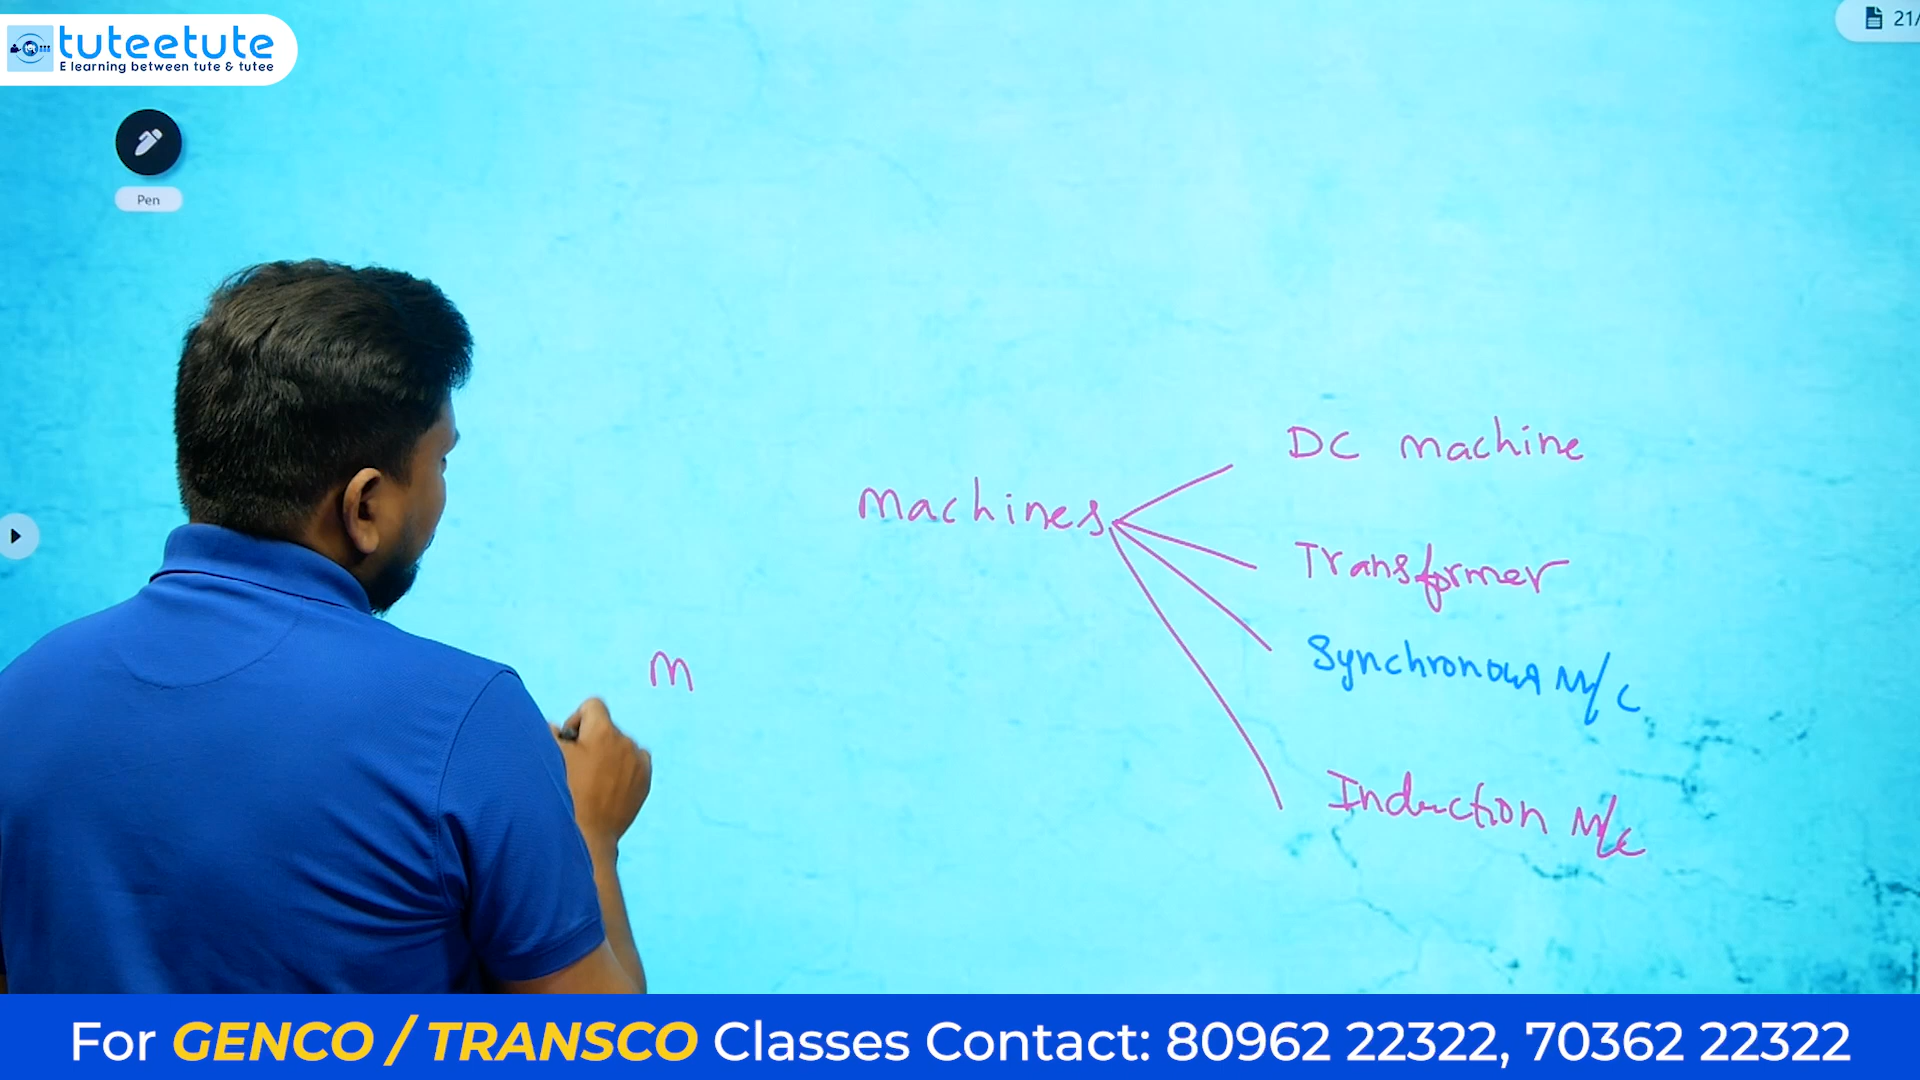 tuteetute
E learning between tute & tutee
21/
Pen
DC machine
Machines
Transformer
Synchronous M/C
M
Induction M/C
For GENCO / TRANSCO Classes Contact: 80962 22322, 70362 22322